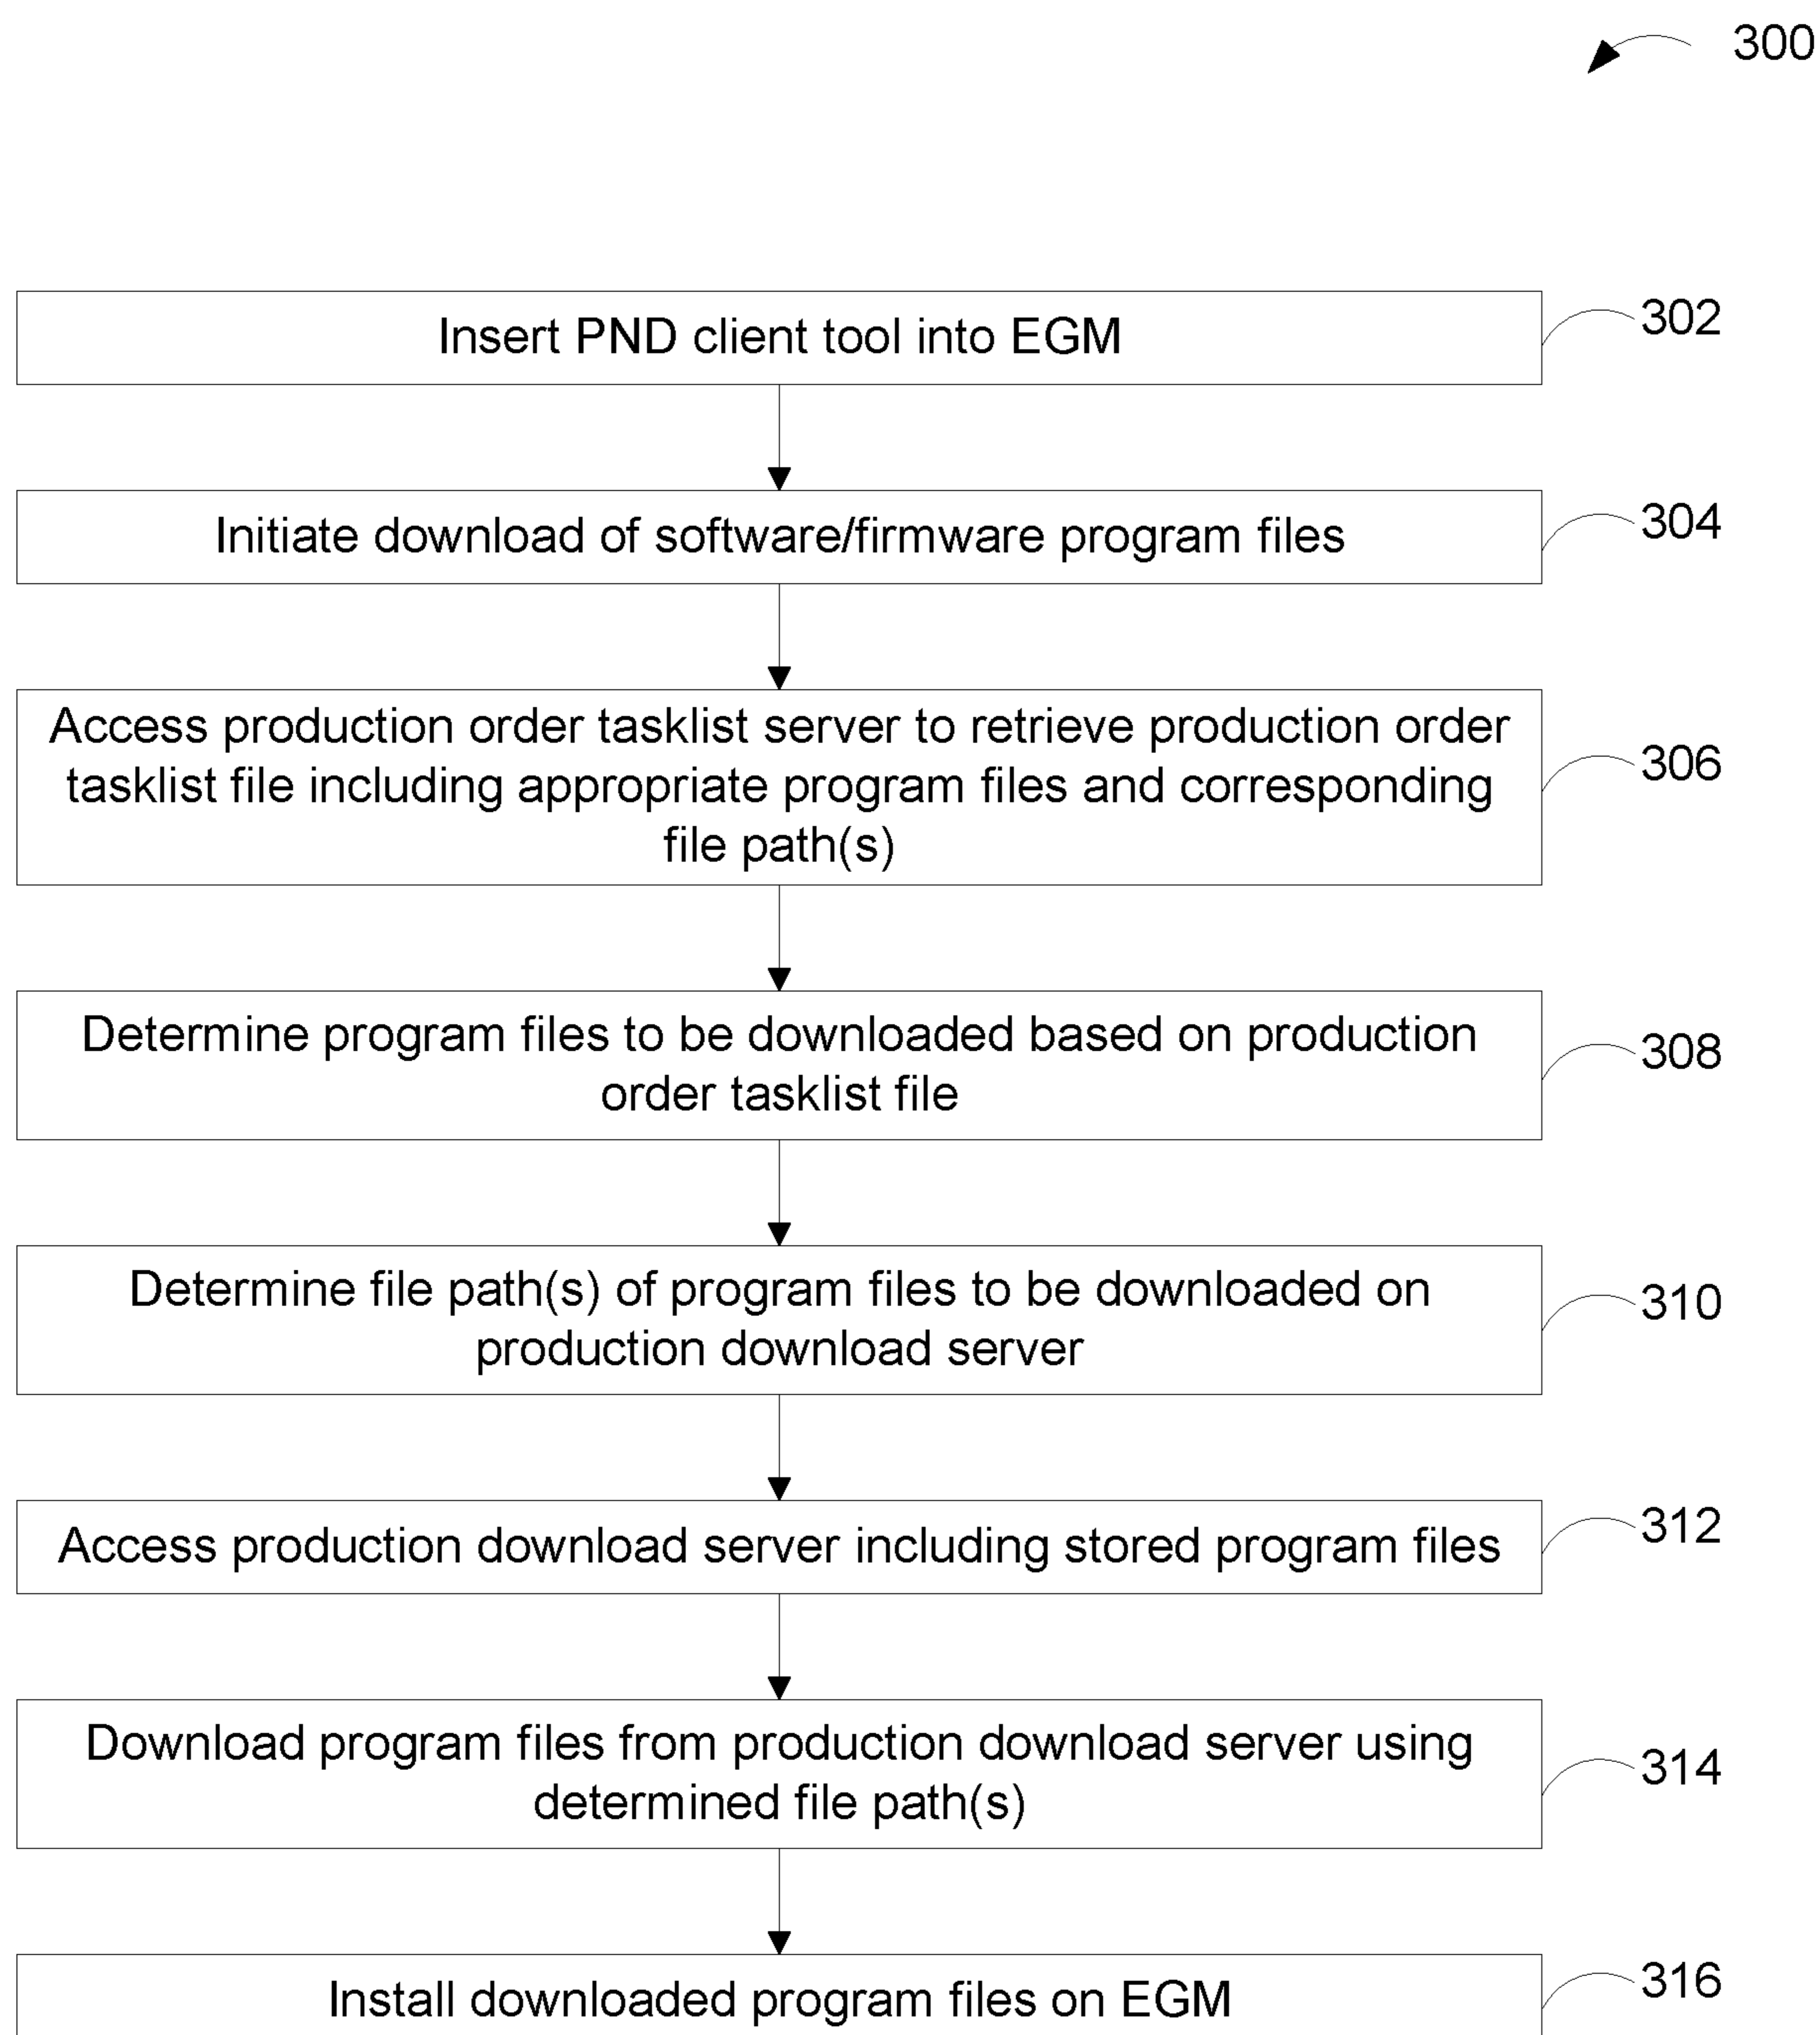 300
Insert PND client tool into EGM
302
Initiate download of software/firmware program files
304
Access production order tasklist server to retrieve production order
tasklist file including appropriate program files and corresponding
file path(s)
306
Determine program files to be downloaded based on production
order tasklist file
308
Determine file path(s) of program files to be downloaded on
production download server
310
Access production download server including stored program files
312
Download program files from production download server using
determined file path(s)
314
Install downloaded program files on EGM
316